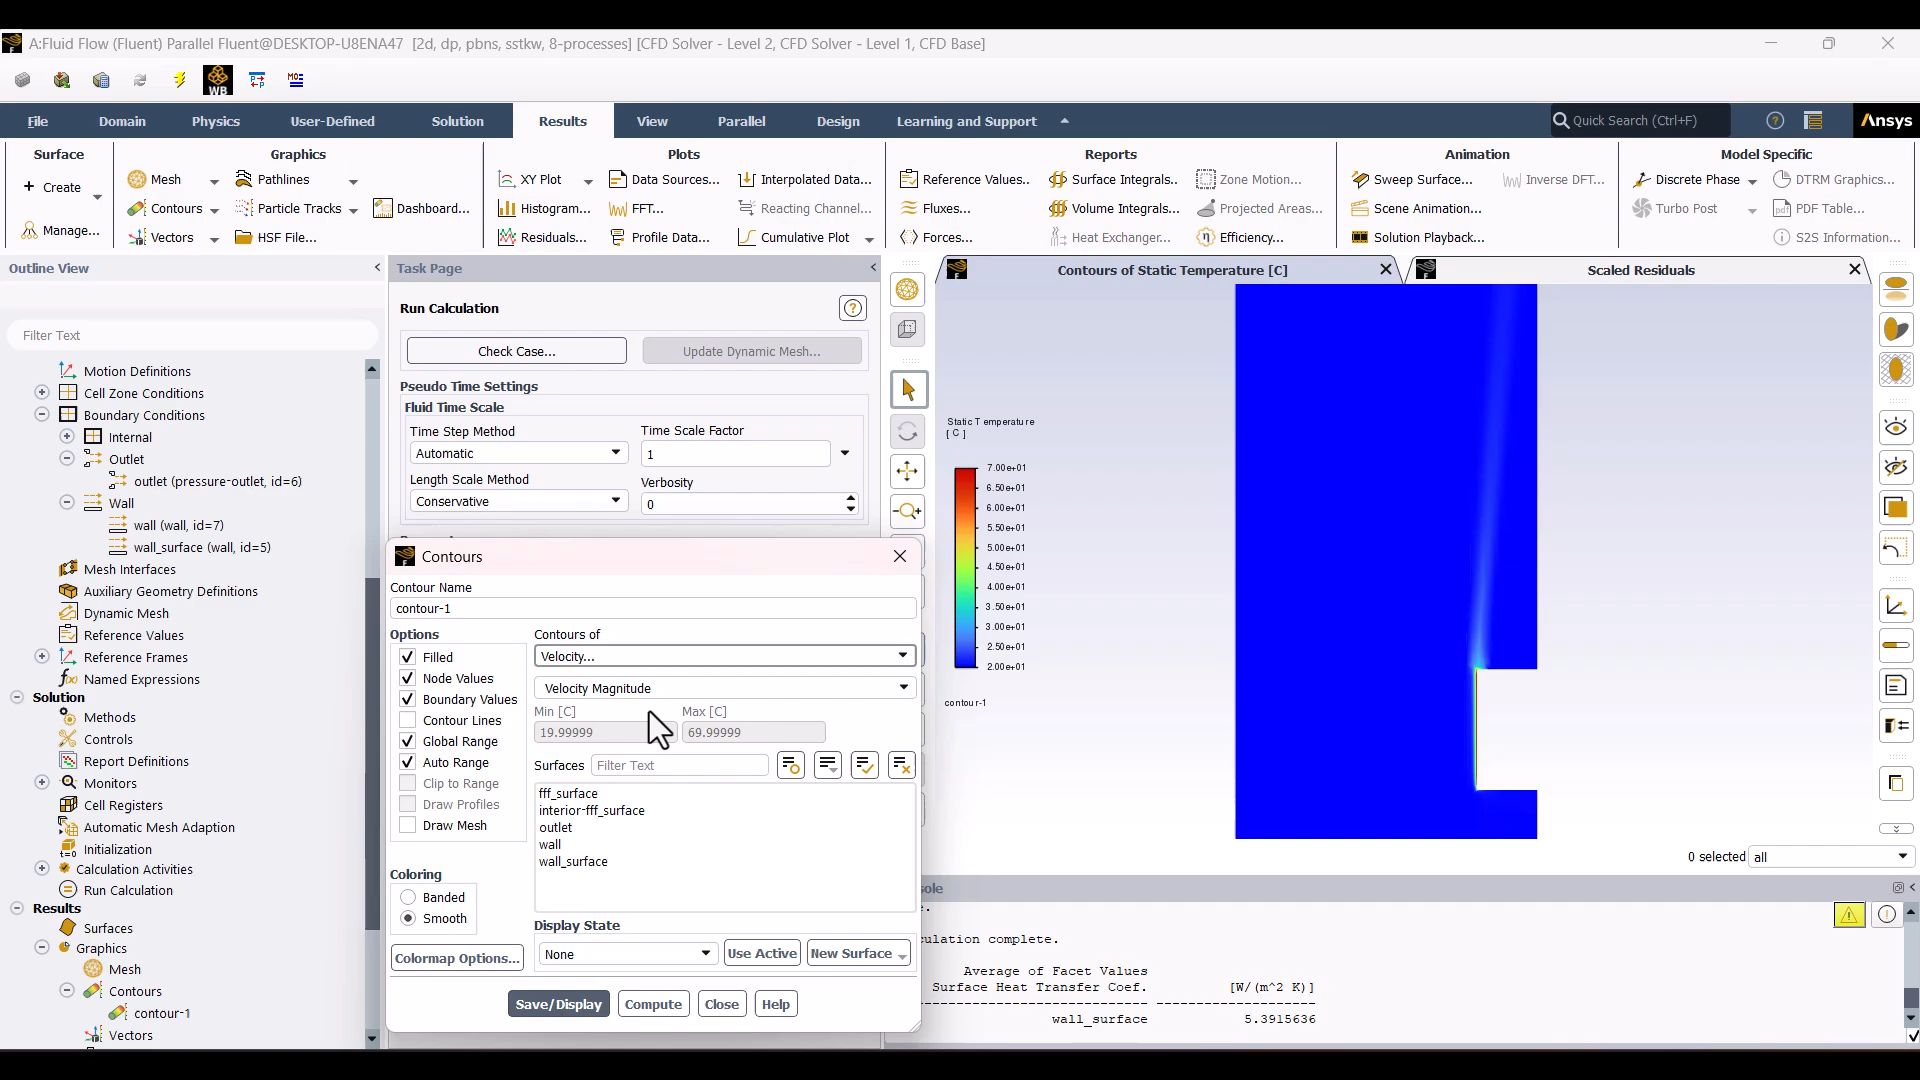 A:Fluid Flow (Fluent) Parallel Fluent@DESKTOP-U8ENA47 [2d, dp, pbns, sstkw, 8-processes] [CFD Solver - Level 2, CFD Solver - Level 1, CFD Base]
WB
File Domain Physics User-Defined Solution Results View Parallel Design Learning and Support Quick Search (Ctrl+F) Ansys
Surface Graphics Plots Reports Animation Model Specific
Create Mesh Pathlines XY Plot Data Sources... Interpolated Data... Reference Values.. Surface Integrals.. Zone Motion... Sweep Surface... Inverse DFT... Discrete Phase DTRM Graphics...
Contours Particle Tracks Dashboard... Histogram... FFT... Reacting Channel... Fluxes... Volume Integrals... Projected Areas... Scene Animation... Turbo Post PDF Table...
Manage... Vectors HSF File... Residuals... Profile Data... Cumulative Plot Forces... Heat Exchanger... Efficiency... Solution Playback... S2S Information...
Outline View
Filter Text
Motion Definitions
Cell Zone Conditions
Boundary Conditions
Internal
Outlet
outlet (pressure-outlet, id=6)
Wall
wall (wall, id=7)
wall_surface (wall, id=5)
Mesh Interfaces
Auxiliary Geometry Definitions
Dynamic Mesh
Reference Values
Reference Frames
Named Expressions
Solution
Methods
Controls
Report Definitions
Monitors
Cell Registers
Automatic Mesh Adaption
Initialization
Calculation Activities
Run Calculation
Results
Surfaces
Graphics
Mesh
Contours
contour-1
Vectors
Task Page
Run Calculation
Check Case... Update Dynamic Mesh...
Pseudo Time Settings
Fluid Time Scale
Time Step Method Time Scale Factor
Automatic 1
Length Scale Method Verbosity
Conservative 0
Contours
Contour Name
contour-1
Options Contours of
Filled Velocity...
Node Values Velocity Magnitude
Boundary Values Min [C] Max [C]
Contour Lines 19.99999 69.99999
Global Range
Auto Range Surfaces Filter Text
Clip to Range fff_surface
Draw Profiles interior-fff_surface
Draw Mesh outlet
wall
wall_surface
Coloring
Banded
Smooth Display State
Colormap Options... None Use Active New Surface
Save/Display Compute Close Help
Contours of Static Temperature [C] Scaled Residuals
Static Temperature
[ C ]
7.00e+01
6.50e+01
6.00e+01
5.50e+01
5.00e+01
4.50e+01
4.00e+01
3.50e+01
3.00e+01
2.50e+01
2.00e+01
contour-1
0 selected all
sole
.
ulation complete.
Average of Facet Values
Surface Heat Transfer Coef. [W/(m^2 K)]
-------------------------------- --------------------
wall_surface 5.3915636